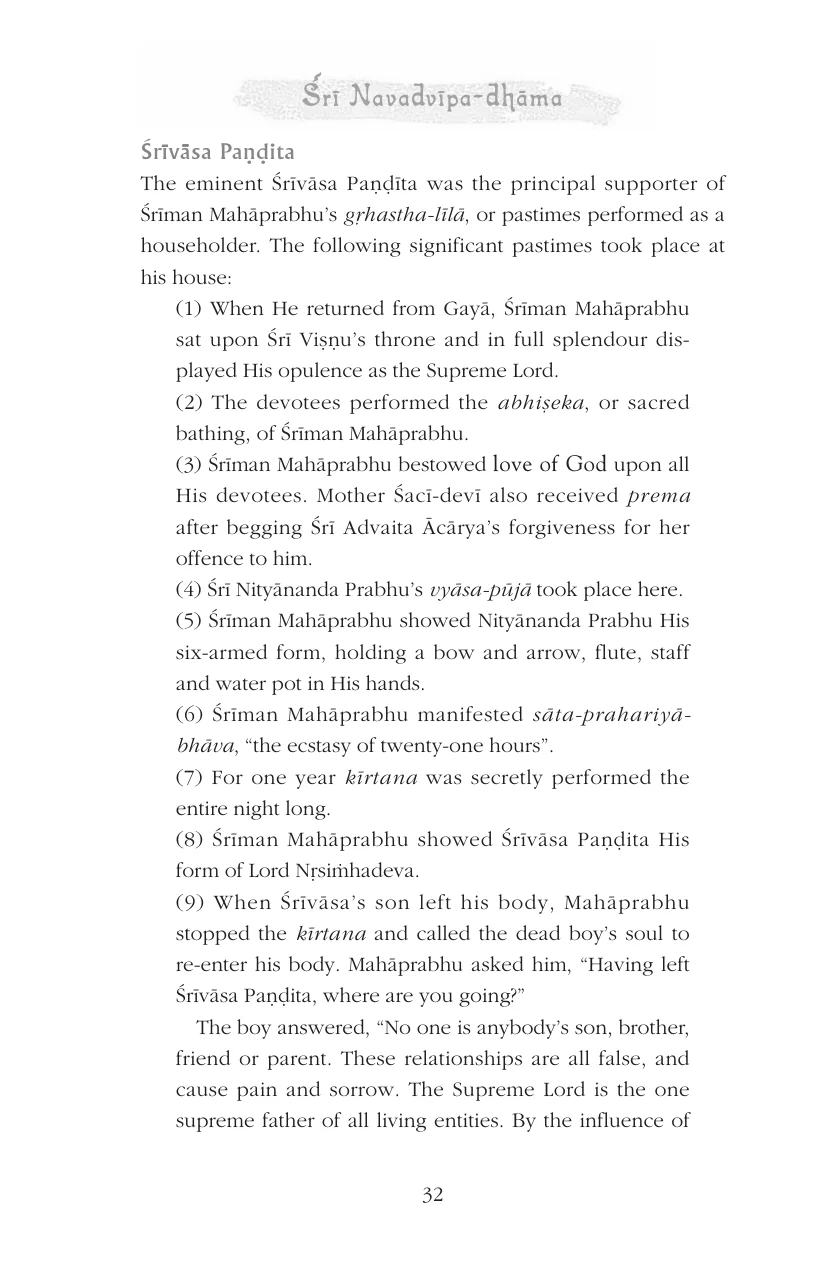 Śrī Navadvīpa-dhāma
Śrīvāsa Paṇḍita
The eminent Śrīvāsa Paṇḍīta was the principal supporter of
Śrīman Mahāprabhu’s gṛhastha-līlā, or pastimes performed as a
householder. The following significant pastimes took place at
his house:
(1) When He returned from Gayā, Śrīman Mahāprabhu
sat upon Śrī Viṣṇu’s throne and in full splendour dis-
played His opulence as the Supreme Lord.
(2) The devotees performed the abhiṣeka, or sacred
bathing, of Śrīman Mahāprabhu.
(3) Śrīman Mahāprabhu bestowed love of God upon all
His devotees. Mother Śacī-devī also received prema
after begging Śrī Advaita Ācārya’s forgiveness for her
offence to him.
(4) Śrī Nityānanda Prabhu’s vyāsa-pūjā took place here.
(5) Śrīman Mahāprabhu showed Nityānanda Prabhu His
six-armed form, holding a bow and arrow, flute, staff
and water pot in His hands.
(6) Śrīman Mahāprabhu manifested sāta-prahariyā-
bhāva, “the ecstasy of twenty-one hours”.
(7) For one year kīrtana was secretly performed the
entire night long.
(8) Śrīman Mahāprabhu showed Śrīvāsa Paṇḍita His
form of Lord Nṛsiṁhadeva.
(9) When Śrīvāsa’s son left his body, Mahāprabhu
stopped the kīrtana and called the dead boy’s soul to
re-enter his body. Mahāprabhu asked him, “Having left
Śrīvāsa Paṇḍita, where are you going?”
The boy answered, “No one is anybody’s son, brother,
friend or parent. These relationships are all false, and
cause pain and sorrow. The Supreme Lord is the one
supreme father of all living entities. By the influence of
32